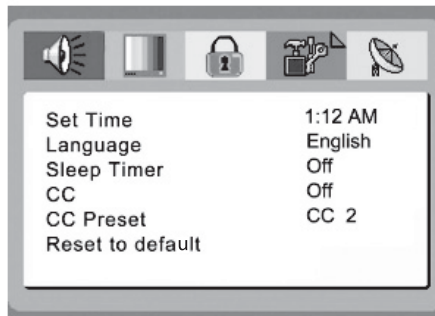 Set Time 1:12 AM
Language English
Sleep Timer Off
CC Off
CC Preset CC 2
Reset to default